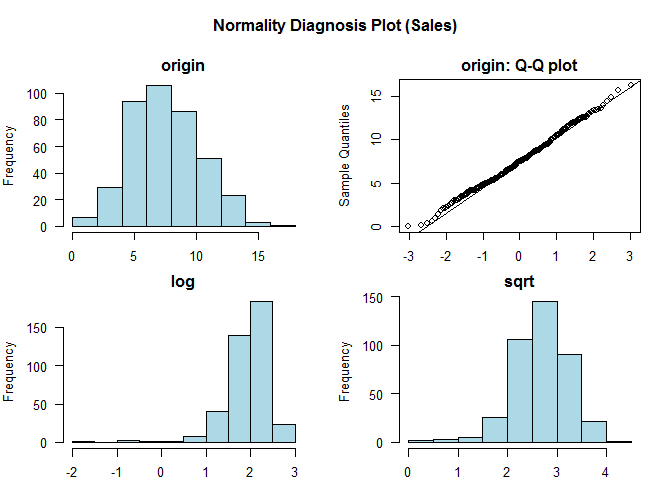 Normality Diagnosis Plot (Sales)
origin
Frequency
0
20
40
60
80
100
0 5 10 15
origin: Q-Q plot
Sample Quantiles
0
5
10
15
-3 -2 -1 0 1 2 3
log
Frequency
0
50
100
150
-2 -1 0 1 2 3
sqrt
Frequency
0
50
100
150
0 1 2 3 4